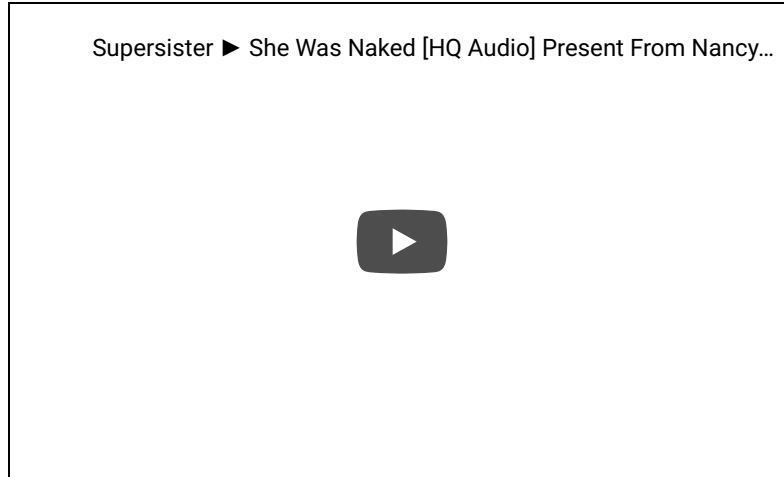 Supersister ► She Was Naked [HQ Audio] Present From Nancy...